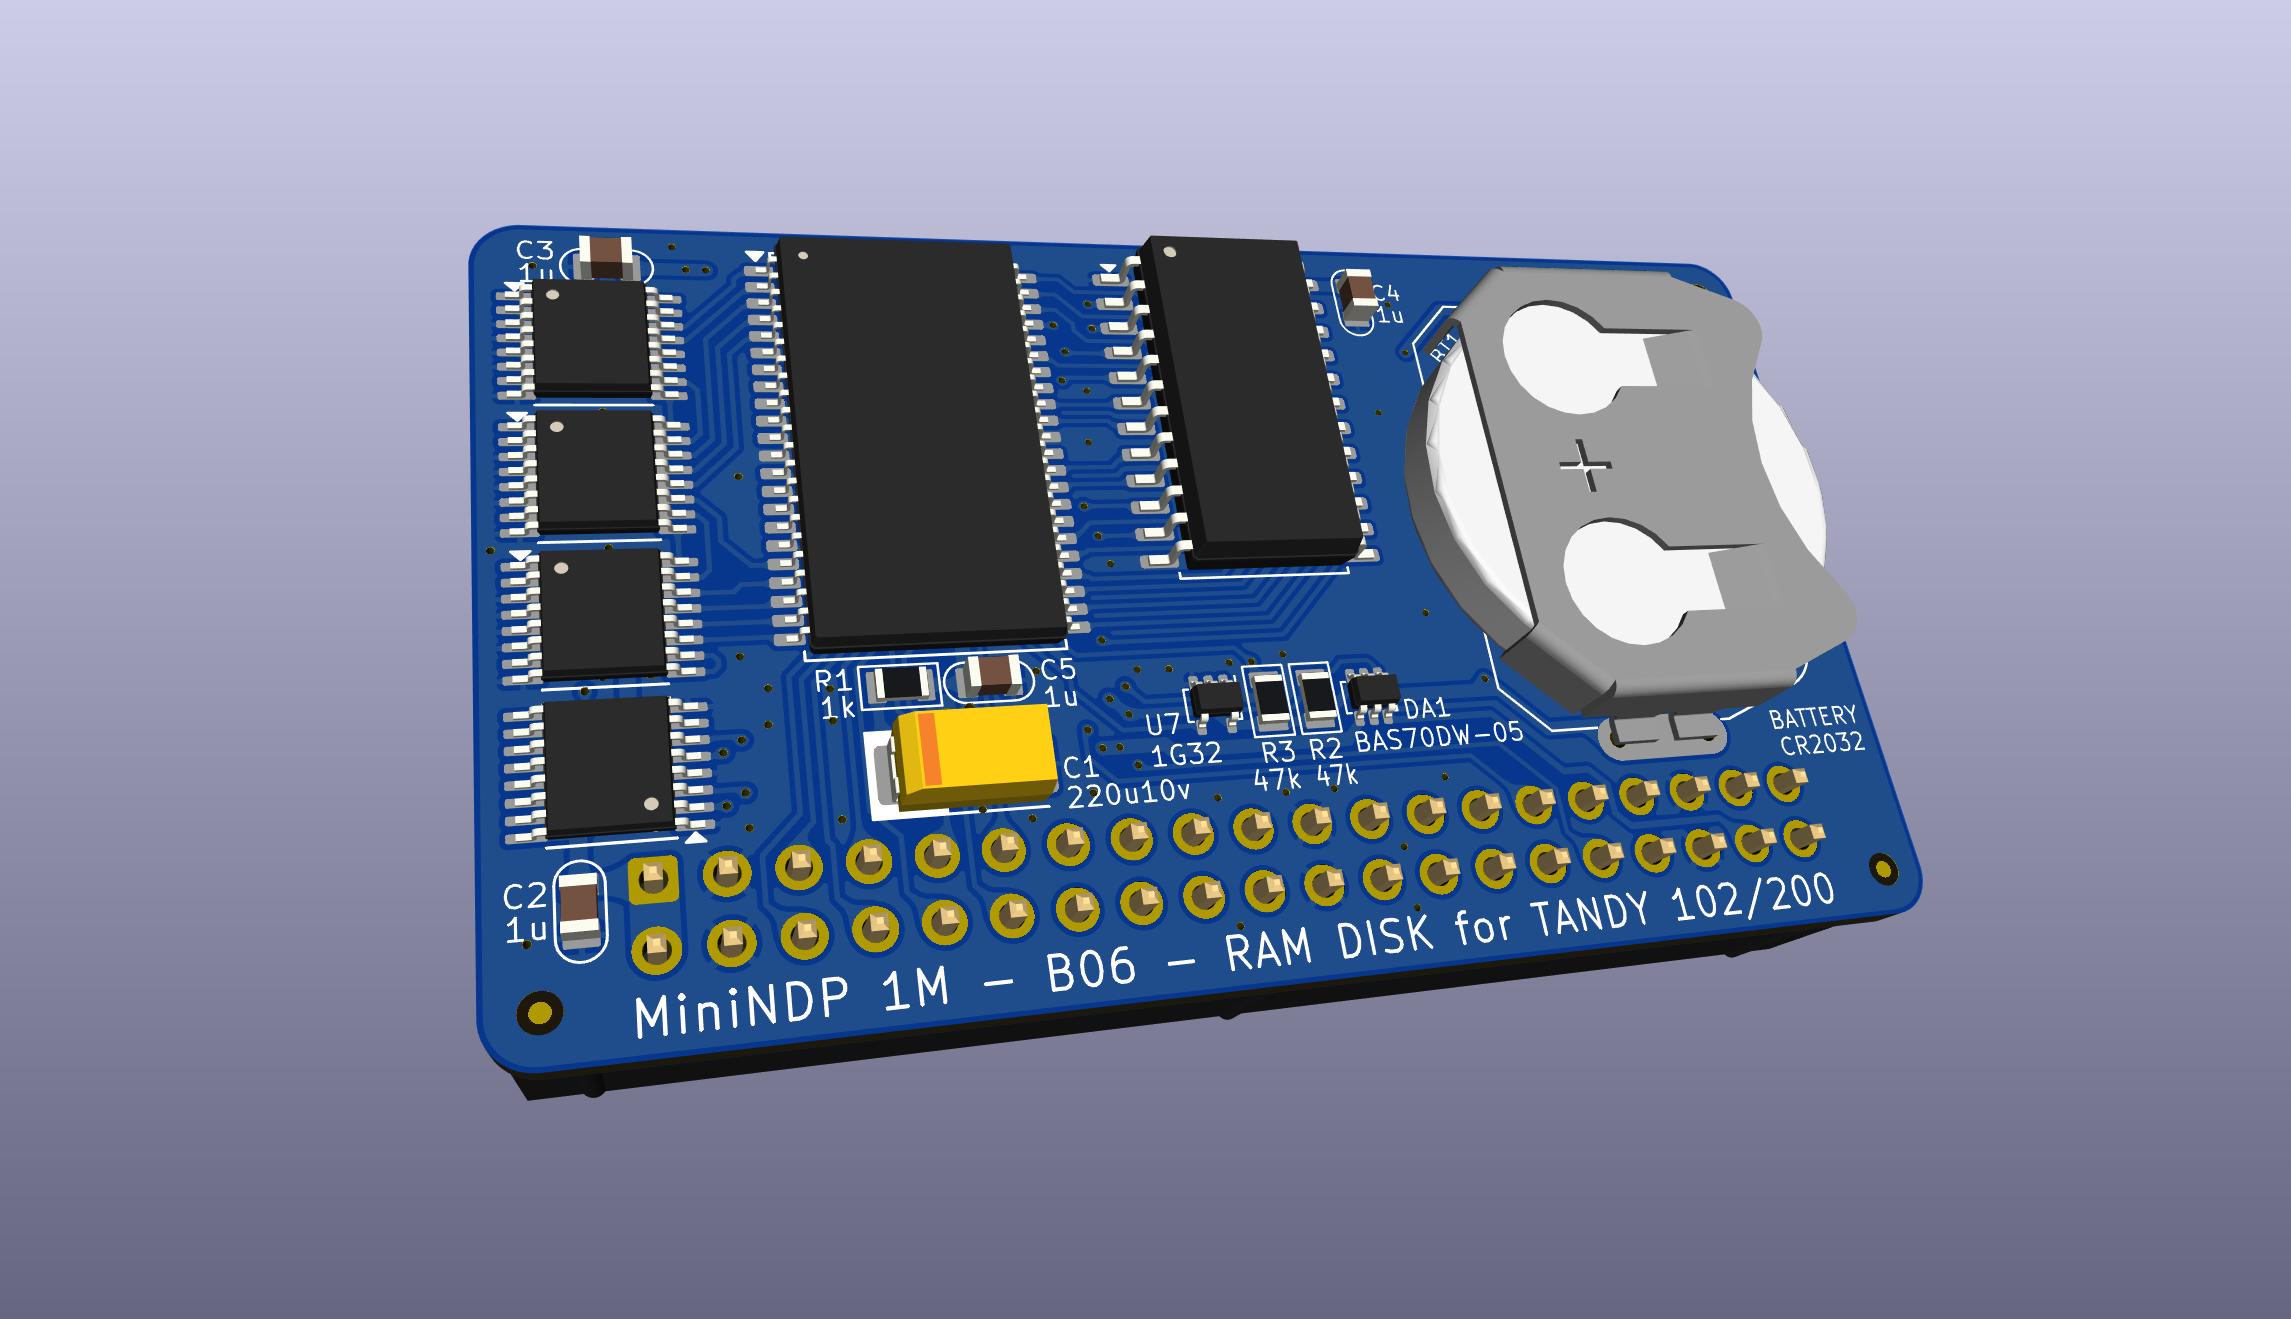 C3
1u
C4
1u
BT1
R1
1k
C5
1u
U7
1G32
R3
47k
R2
47k
DA1
BAS70DW-05
BATTERY
CR2032
C1
220u10v
C2
1u
+
MiniNDP 1M - B06 - RAM DISK for TANDY 102/200